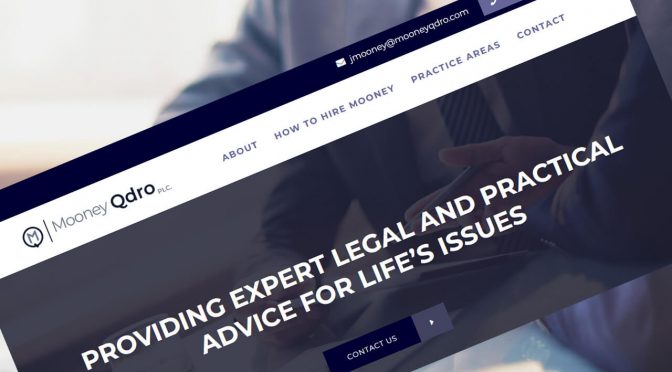 jmooney@mooneyqdro.com
M Mooney Qdro PLC.
ABOUT HOW TO HIRE MOONEY PRACTICE AREAS CONTACT
PROVIDING EXPERT LEGAL AND PRACTICAL
ADVICE FOR LIFE'S ISSUES
CONTACT US